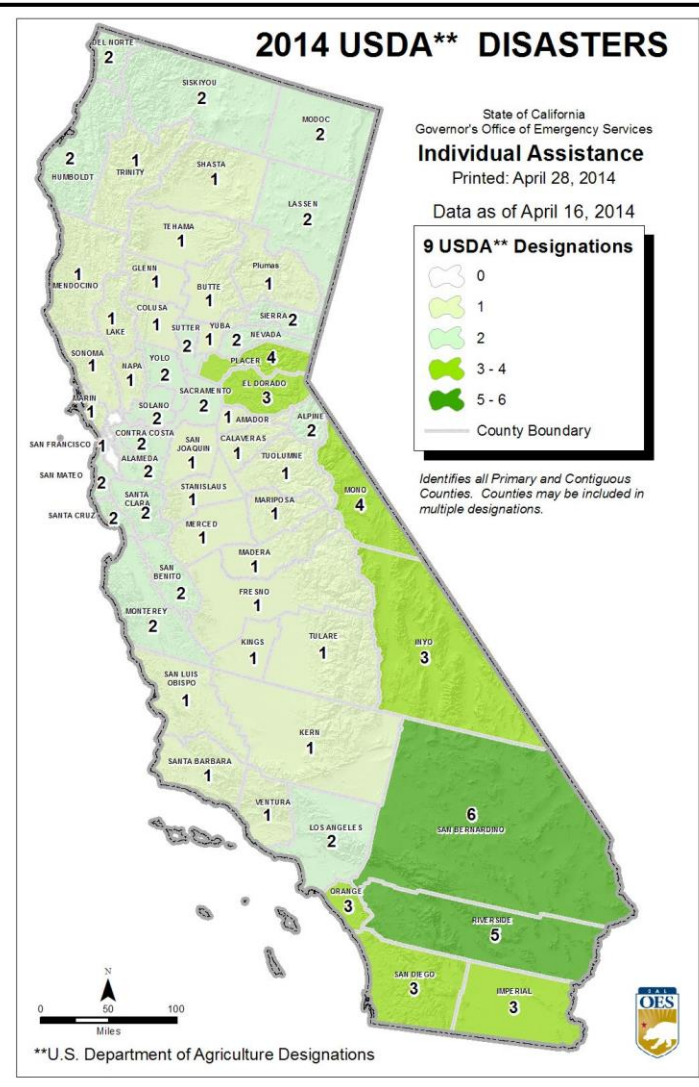 2014 USDA** DISASTERS
State of California
Governor's Office of Emergency Services
Individual Assistance
Printed: April 28, 2014
Data as of April 16, 2014
9 USDA** Designations
0
1
2
3 - 4
5 - 6
County Boundary
Identifies all Primary and Contiguous
Counties. Counties may be included in
multiple designations.
DEL NORTE
2
SISKIYOU
2
MODOC
2
2
HUMBOLDT
1
TRINITY
SHASTA
1
LASSEN
2
TEHAMA
1
Plumas
1
1
MENDOCINO
GLENN
1
BUTTE
1
COLUSA
1
1
LAKE
SUTTER
2
YUBA
1
SIERRA
2
2
NEVADA
PLACER
4
SONOMA
1
NAPA
1
YOLO
2
EL DORADO
3
SACRAMENTO
2
MARIN
1
SOLANO
2
1
AMADOR
ALPINE
2
SAN FRANCISCO
1
CONTRA COSTA
2
ALAMEDA
2
SAN
JOAQUIN
1
CALAVERAS
1
TUOLUMNE
1
SAN MATEO
2
SANTA
CLARA
2
STANISLAUS
1
MARIPOSA
1
MONO
4
SANTA CRUZ
2
MERCED
1
MADERA
1
SAN
BENITO
2
FRESNO
1
MONTEREY
2
KINGS
1
TULARE
1
INYO
3
SAN LUIS
OBISPO
1
KERN
1
SANTA BARBARA
1
VENTURA
1
LOS ANGELES
2
6
SAN BERNARDINO
ORANGE
3
RIVERSIDE
5
SAN DIEGO
3
IMPERIAL
3
N
0 50 100
Miles
CAL
OES
**U.S. Department of Agriculture Designations